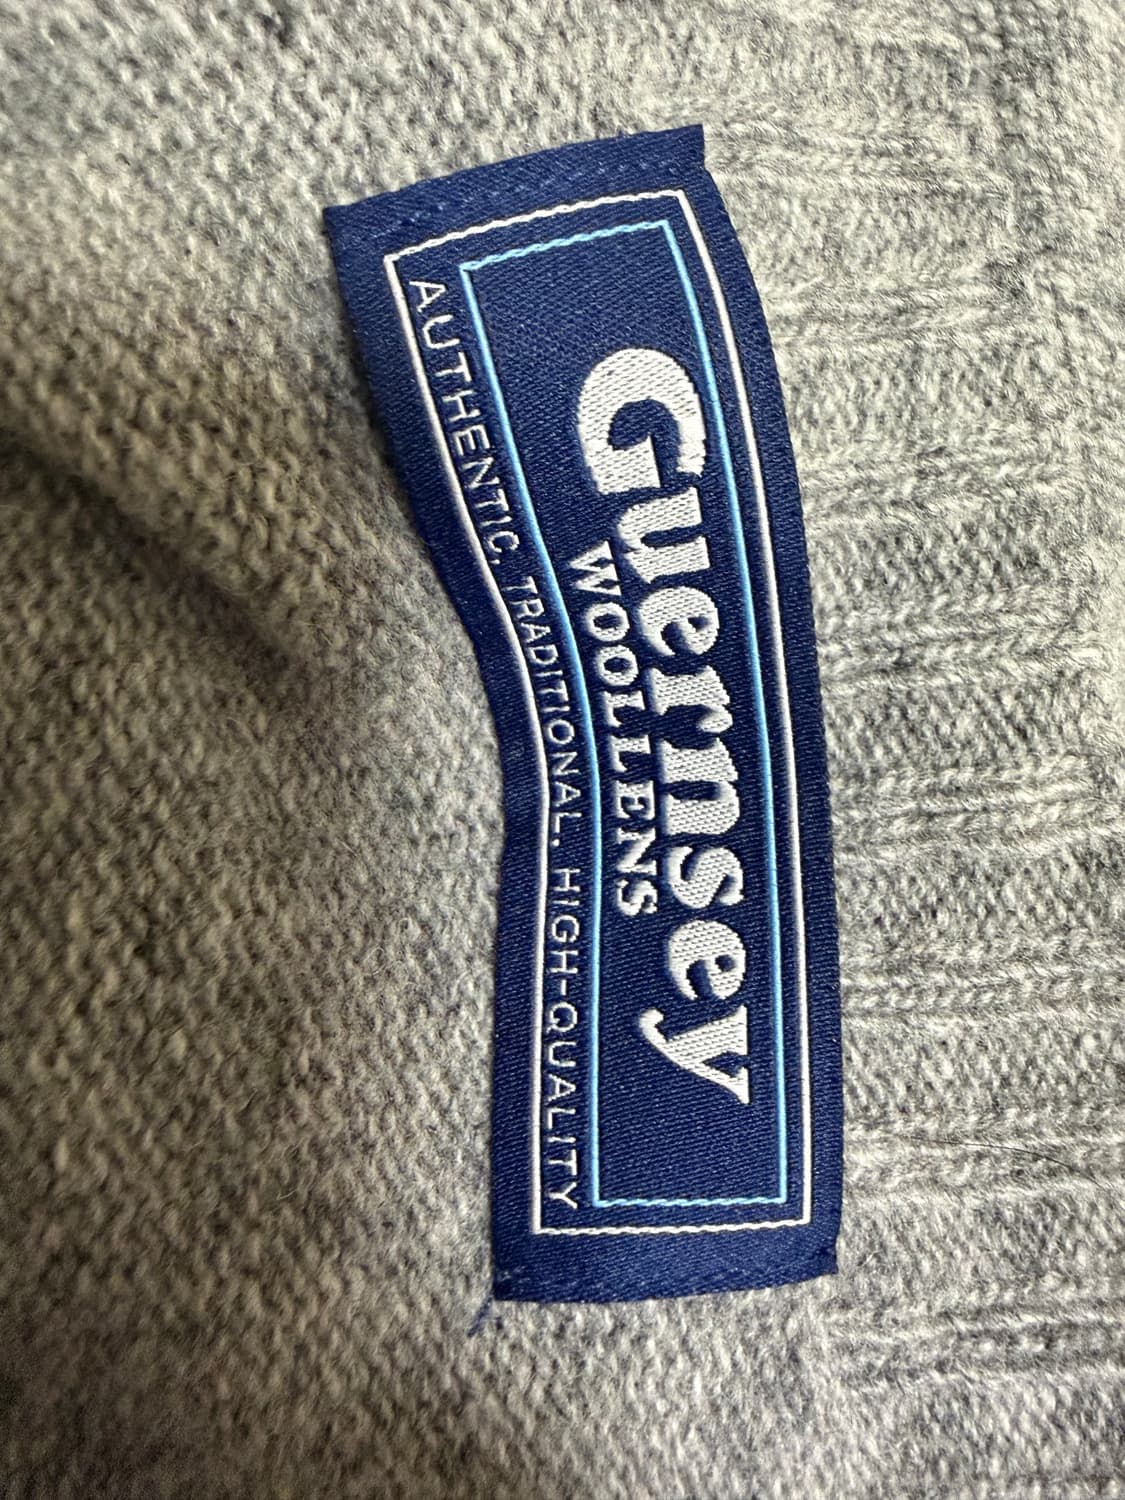 Guernsey
WOOLLENS
AUTHENTIC, TRADITIONAL, HIGH-QUALITY